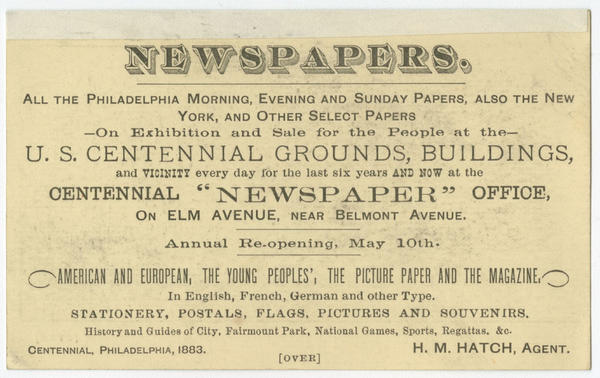 NEWSPAPERS.
ALL THE PHILADELPHIA MORNING, EVENING AND SUNDAY PAPERS, ALSO THE NEW
YORK, AND OTHER SELECT PAPERS
—On Exhibition and Sale for the People at the—
U. S. CENTENNIAL GROUNDS, BUILDINGS,
and VICINITY every day for the last six years AND NOW at the
CENTENNIAL "NEWSPAPER" OFFICE,
ON ELM AVENUE, NEAR BELMONT AVENUE.
Annual Re-opening, May 10th.
AMERICAN AND EUROPEAN, THE YOUNG PEOPLES', THE PICTURE PAPER AND THE MAGAZINE,
In English, French, German and other Type.
STATIONERY, POSTALS, FLAGS, PICTURES AND SOUVENIRS.
History and Guides of City, Fairmount Park, National Games, Sports, Regattas. &c.
CENTENNIAL, PHILADELPHIA, 1883.
[OVER]
H. M. HATCH, AGENT.